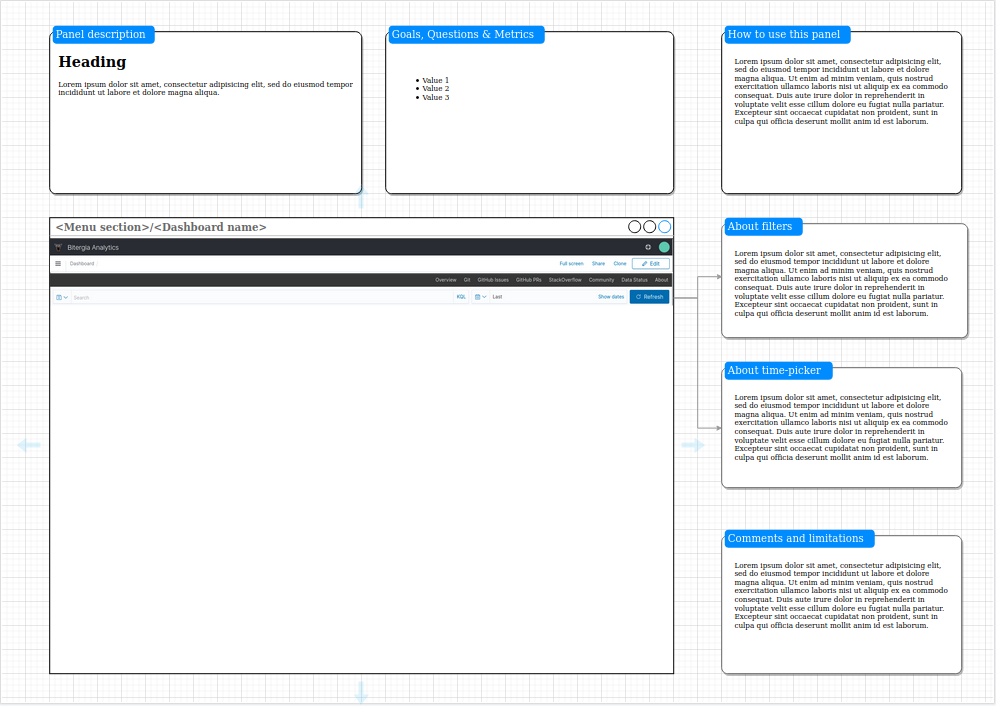 Panel description
Heading
Lorem ipsum dolor sit amet, consectetur adipisicing elit, sed do eiusmod tempor
incididunt ut labore et dolore magna aliqua.
Goals, Questions & Metrics
• Value 1
• Value 2
• Value 3
How to use this panel
Lorem ipsum dolor sit amet, consectetur adipisicing elit,
sed do eiusmod tempor incididunt ut labore et dolore
magna aliqua. Ut enim ad minim veniam, quis nostrud
exercitation ullamco laboris nisi ut aliquip ex ea commodo
consequat. Duis aute irure dolor in reprehenderit in
voluptate velit esse cillum dolore eu fugiat nulla pariatur.
Excepteur sint occaecat cupidatat non proident, sunt in
culpa qui officia deserunt mollit anim id est laborum.
<Menu section>/<Dashboard name>
Bitergia Analytics
Dashboard Full screen Share Clone Edit
Overview Git GitHub Issues GitHub PRs StackOverflow Community Data Status About
Search KQL Last Show dates Refresh
About filters
Lorem ipsum dolor sit amet, consectetur adipisicing elit,
sed do eiusmod tempor incididunt ut labore et dolore
magna aliqua. Ut enim ad minim veniam, quis nostrud
exercitation ullamco laboris nisi ut aliquip ex ea commodo
consequat. Duis aute irure dolor in reprehenderit in
voluptate velit esse cillum dolore eu fugiat nulla pariatur.
Excepteur sint occaecat cupidatat non proident, sunt in
culpa qui officia deserunt mollit anim id est laborum.
About time-picker
Lorem ipsum dolor sit amet, consectetur adipisicing elit,
sed do eiusmod tempor incididunt ut labore et dolore
magna aliqua. Ut enim ad minim veniam, quis nostrud
exercitation ullamco laboris nisi ut aliquip ex ea commodo
consequat. Duis aute irure dolor in reprehenderit in
voluptate velit esse cillum dolore eu fugiat nulla pariatur.
Excepteur sint occaecat cupidatat non proident, sunt in
culpa qui officia deserunt mollit anim id est laborum.
Comments and limitations
Lorem ipsum dolor sit amet, consectetur adipisicing elit,
sed do eiusmod tempor incididunt ut labore et dolore
magna aliqua. Ut enim ad minim veniam, quis nostrud
exercitation ullamco laboris nisi ut aliquip ex ea commodo
consequat. Duis aute irure dolor in reprehenderit in
voluptate velit esse cillum dolore eu fugiat nulla pariatur.
Excepteur sint occaecat cupidatat non proident, sunt in
culpa qui officia deserunt mollit anim id est laborum.